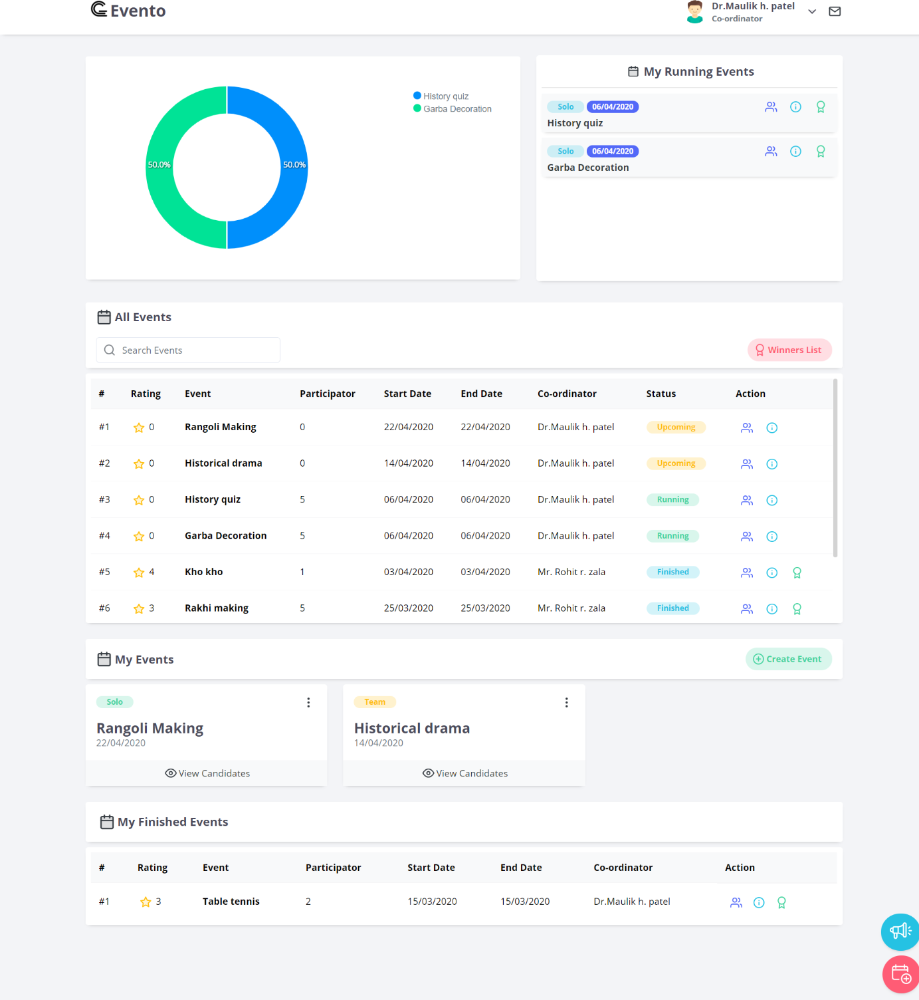 Evento
Dr.Maulik h. patel
Co-ordinator
50.0%
50.0%
History quiz
Garba Decoration
My Running Events
Solo 06/04/2020
History quiz
Solo 06/04/2020
Garba Decoration
All Events
Search Events
Winners List
# Rating Event Participator Start Date End Date Co-ordinator Status Action
#1 0 Rangoli Making 0 22/04/2020 22/04/2020 Dr.Maulik h. patel Upcoming
#2 0 Historical drama 0 14/04/2020 14/04/2020 Dr.Maulik h. patel Upcoming
#3 0 History quiz 5 06/04/2020 06/04/2020 Dr.Maulik h. patel Running
#4 0 Garba Decoration 5 06/04/2020 06/04/2020 Dr.Maulik h. patel Running
#5 4 Kho kho 1 03/04/2020 03/04/2020 Mr. Rohit r. zala Finished
#6 3 Rakhi making 5 25/03/2020 25/03/2020 Mr. Rohit r. zala Finished
My Events
Create Event
Solo
Rangoli Making
22/04/2020
View Candidates
Team
Historical drama
14/04/2020
View Candidates
My Finished Events
# Rating Event Participator Start Date End Date Co-ordinator Action
#1 3 Table tennis 2 15/03/2020 15/03/2020 Dr.Maulik h. patel